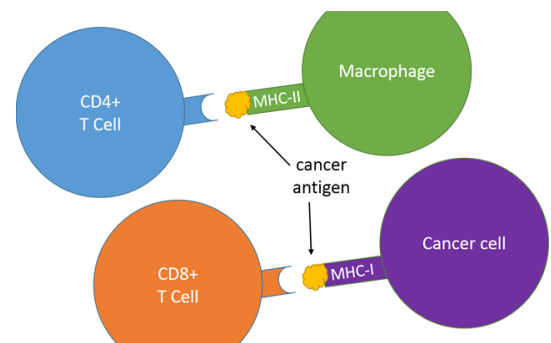 CD4+
T Cell
MHC-II
Macrophage
cancer
antigen
CD8+
T Cell
MHC-I
Cancer cell